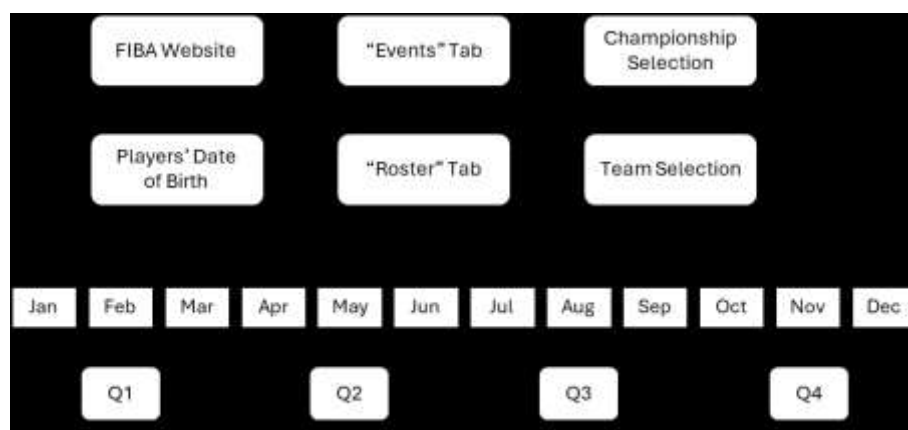 FIBA Website
“Events” Tab
Championship
Selection
Players’ Date
of Birth
“Roster” Tab
Team Selection
Jan Feb Mar Apr May Jun Jul Aug Sep Oct Nov Dec
Q1 Q2 Q3 Q4